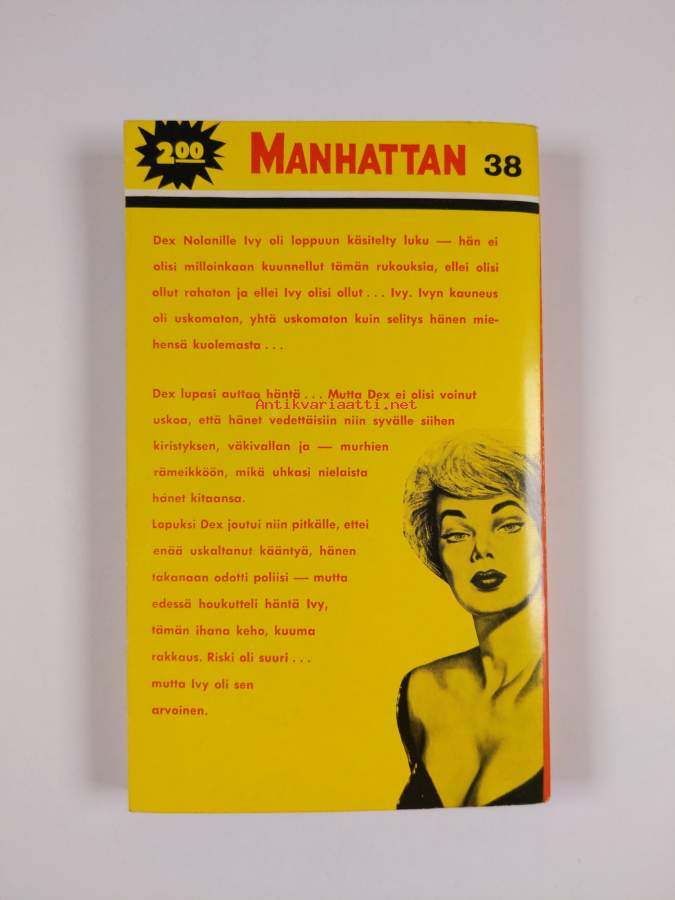 2.00 MANHATTAN 38
Dex Nolanille Ivy oli loppuun käsitelty luku — hän ei
olisi milloinkaan kuunnellut tämän rukouksia, ellei olisi
ollut rahaton ja ellei Ivy olisi ollut... Ivy. Ivyn kauneus
oli uskomaton, yhtä uskomaton kuin selitys hänen mie-
hensä kuolemasta...
Dex lupasi auttaa häntä... Mutta Dex ei olisi voinut
Antikvariaatti.net
uskoa, että hänet vedettäisiin niin syvälle siihen
kiristyksen, väkivallan ja — murhien
rämeikköön, mikä uhkasi nielaista
hänet kitaansa.
Lopuksi Dex joutui niin pitkälle, ettei
enää uskaltanut kääntyä, hänen
takanaan odotti poliisi — mutta
edessä houkutteli häntä Ivy,
tämän ihana keho, kuuma
rakkaus. Riski oli suuri...
mutta Ivy oli sen
arvoinen.